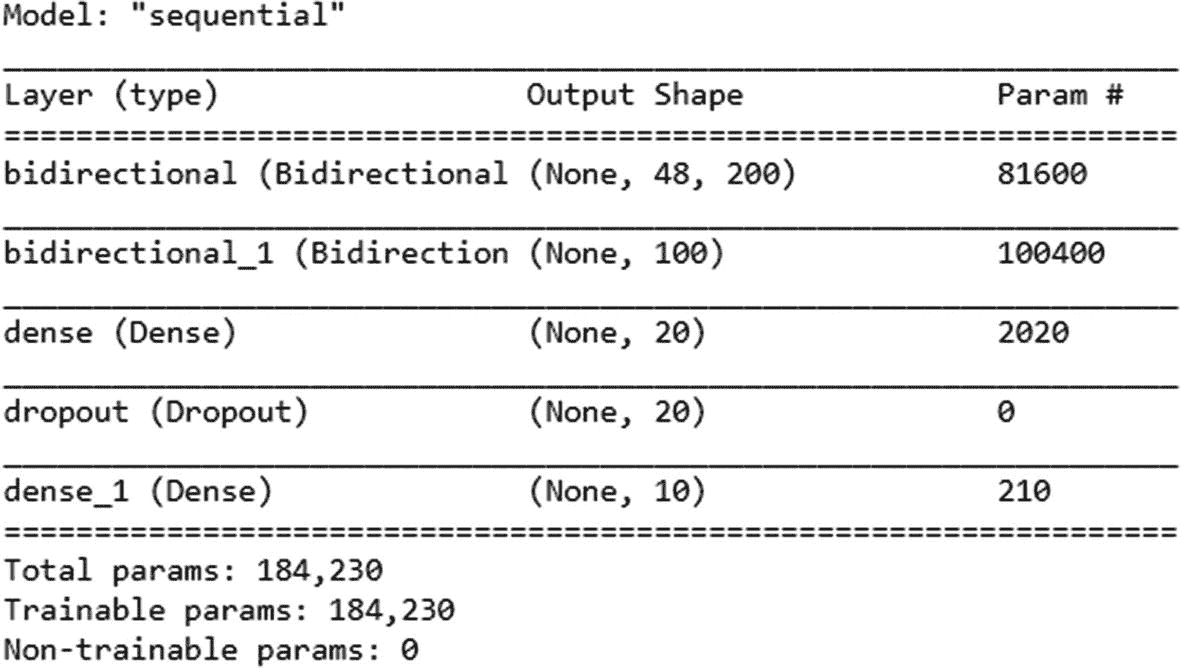 Model: "sequential"
Layer (type) Output Shape Param #
bidirectional (Bidirectional (None, 48, 200) 81600
bidirectional_1 (Bidirection (None, 100) 100400
dense (Dense) (None, 20) 2020
dropout (Dropout) (None, 20) 0
dense_1 (Dense) (None, 10) 210
Total params: 184,230
Trainable params: 184,230
Non-trainable params: 0